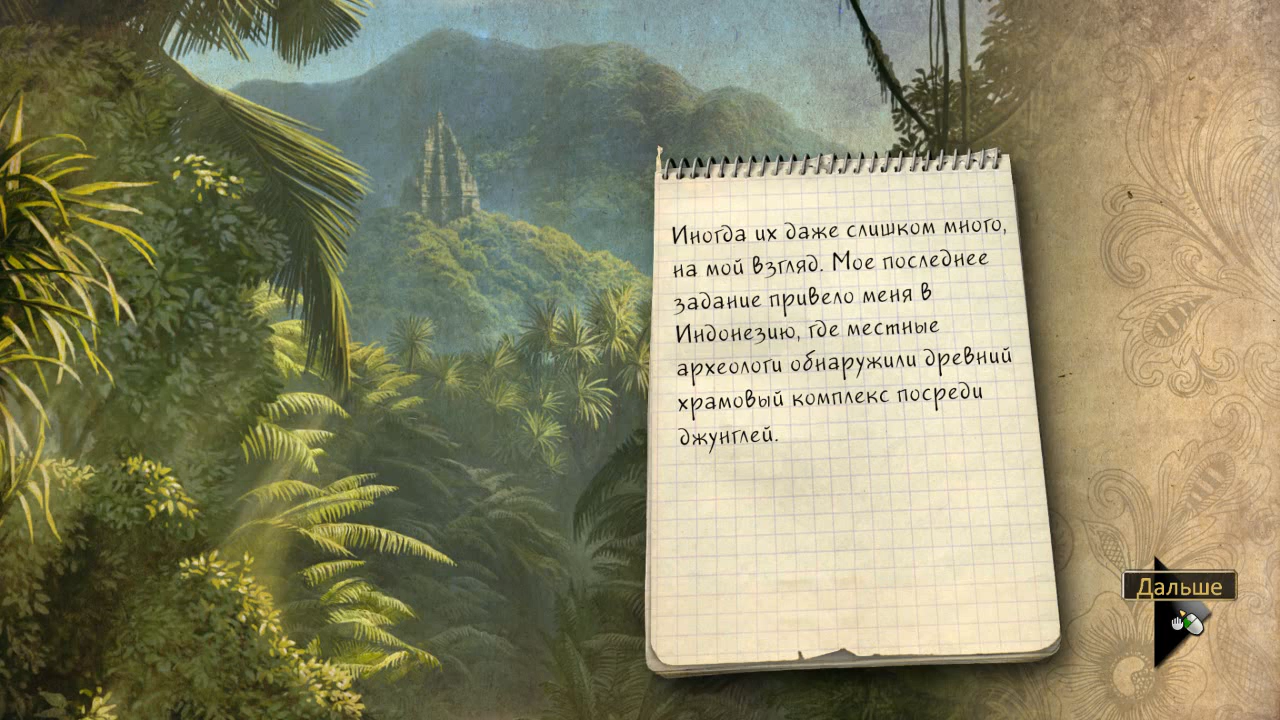 Иногда их даже слишком много,
на мой взгляд. Мое последнее
задание привело меня в
Индонезию, где местные
археологи обнаружили древний
храмовый комплекс посреди
джунглей.
Дальше